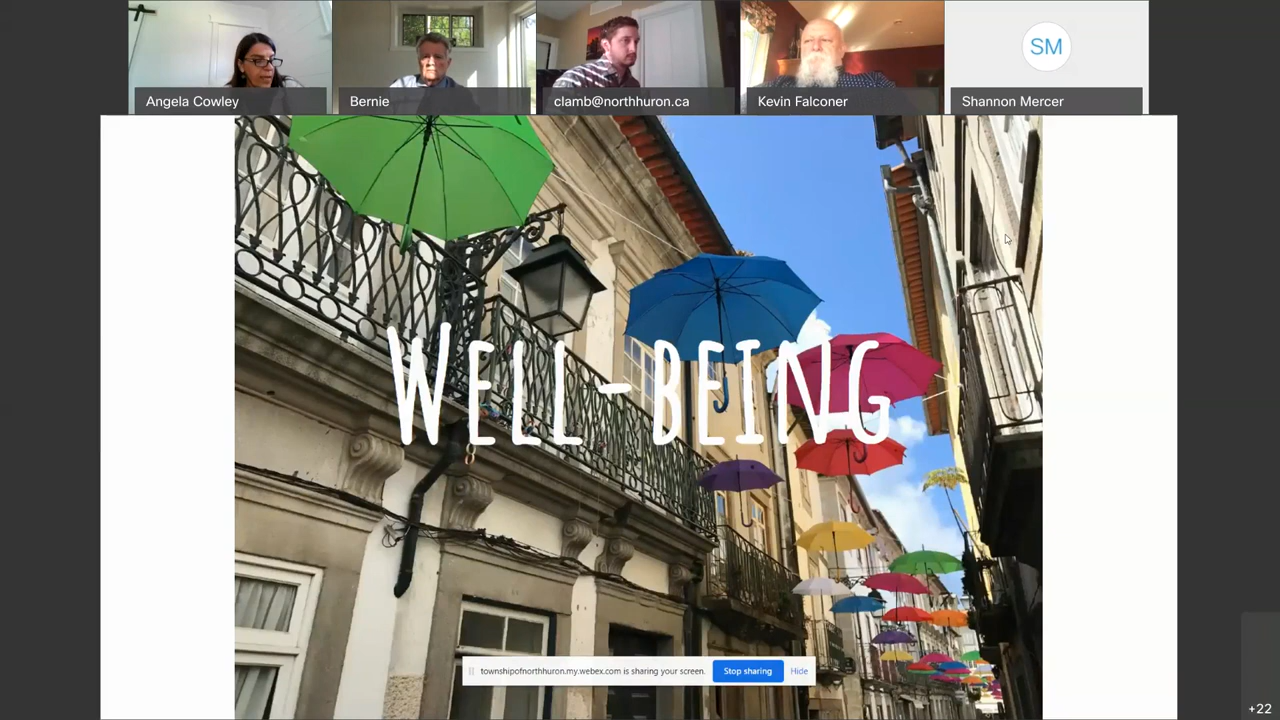 SM
Angela Cowley
Bernie
clamb@northhuron.ca
Kevin Falconer
Shannon Mercer
WELL-BEING
townshipofnorthhuron.my.webex.com is sharing your screen. Stop sharing Hide
+22